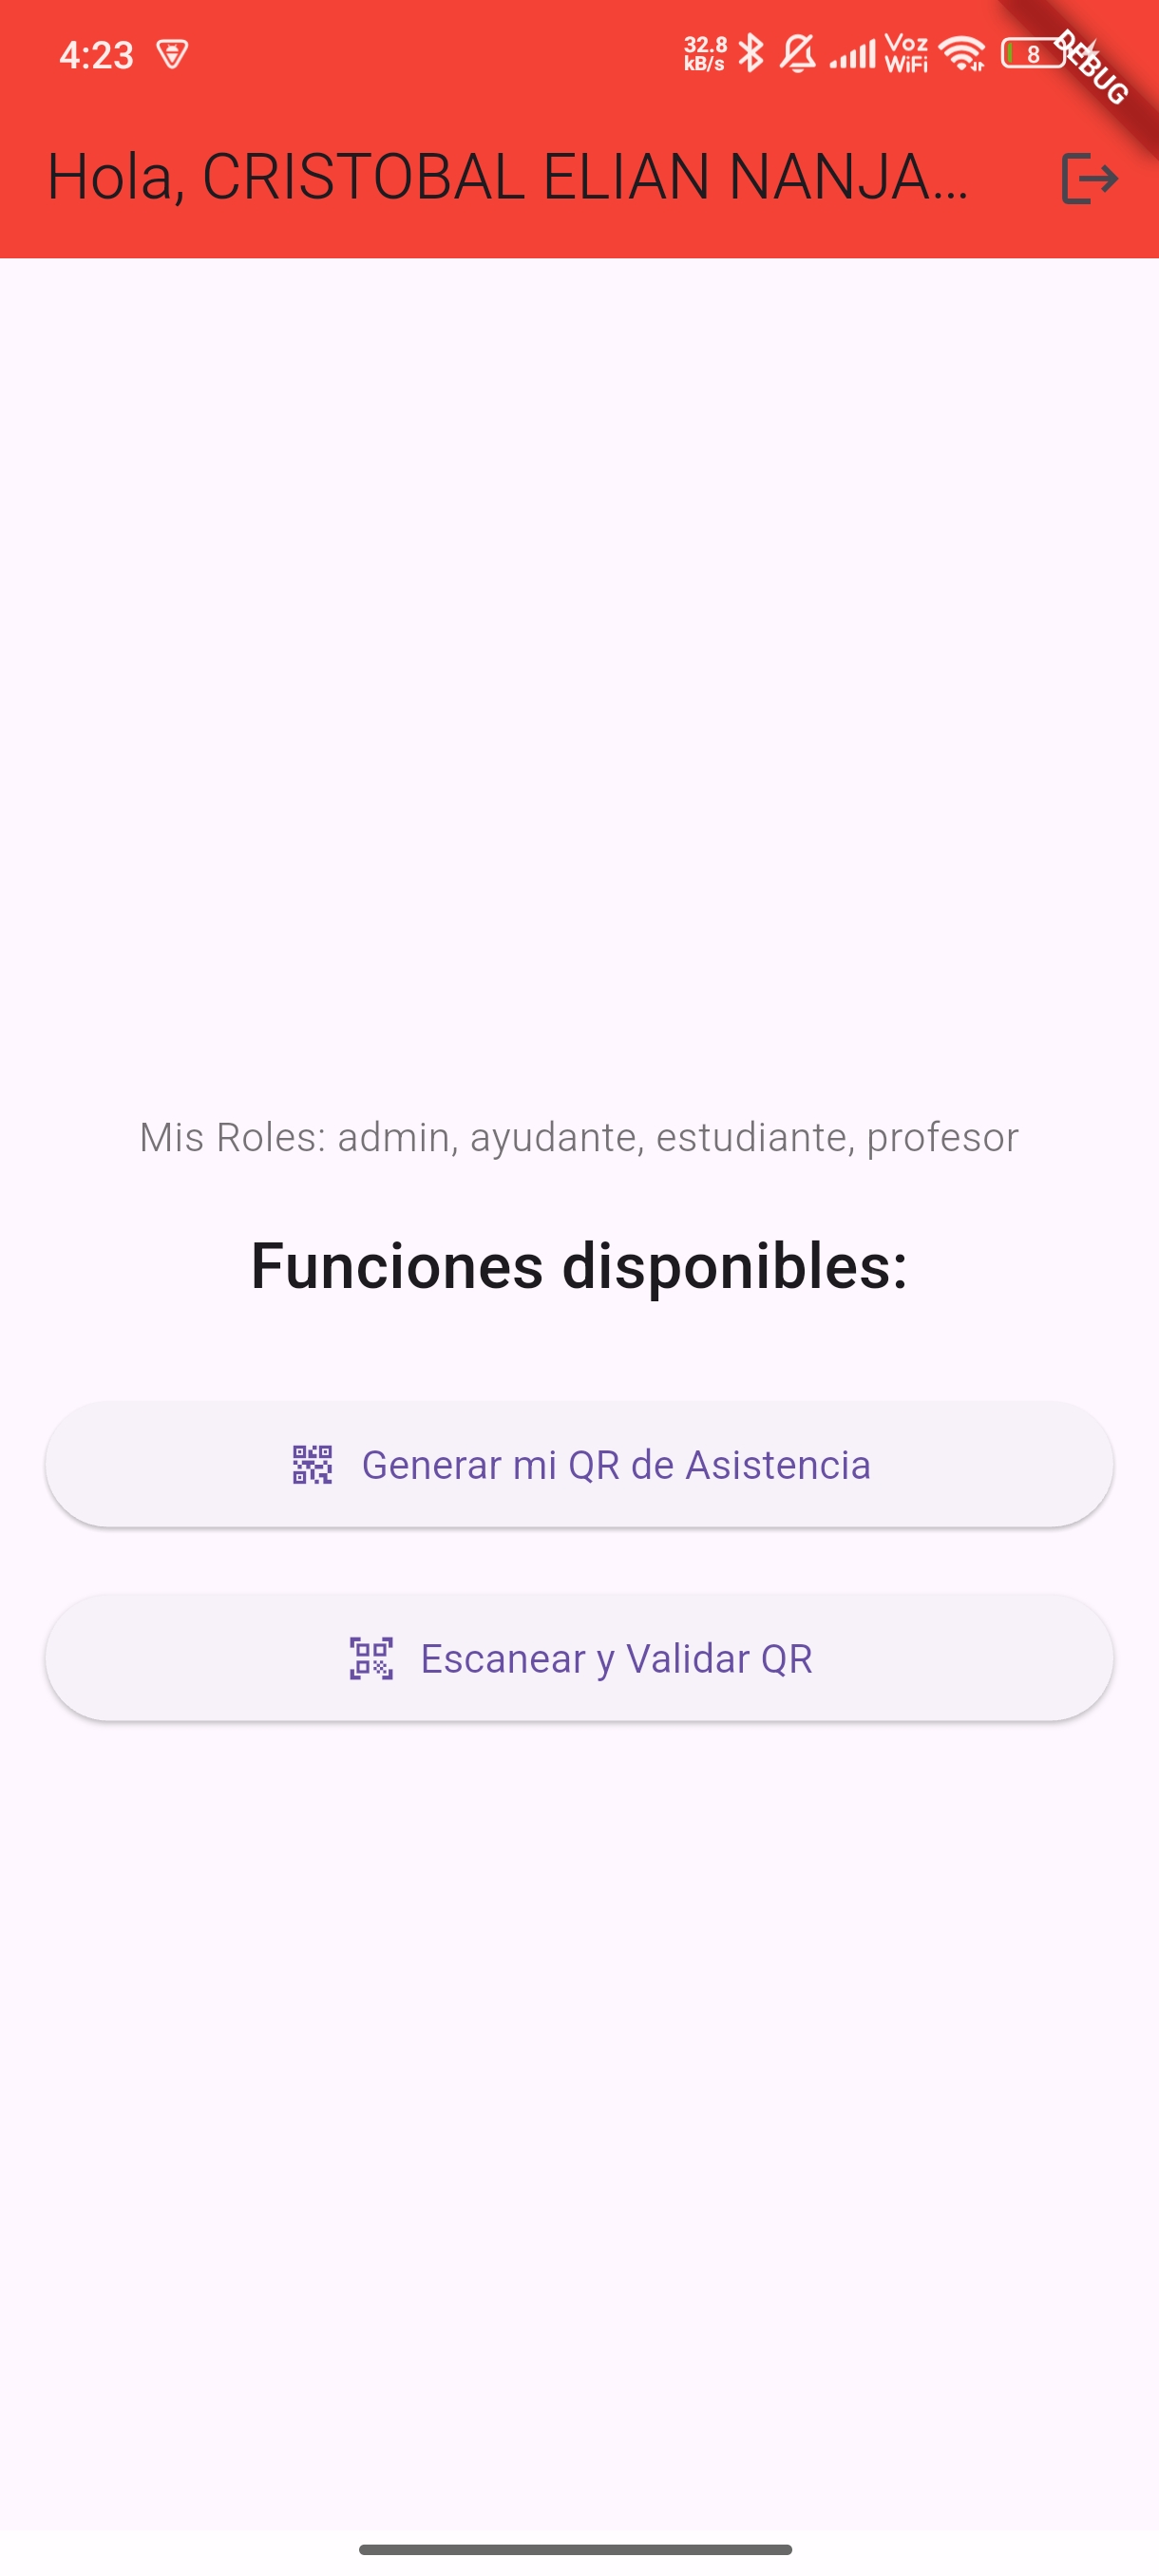 4:23
32.8
kB/s
Voz
WiFi
8
DEBUG
Hola, CRISTOBAL ELIAN NANJA...
Mis Roles: admin, ayudante, estudiante, profesor
Funciones disponibles:
Generar mi QR de Asistencia
Escanear y Validar QR